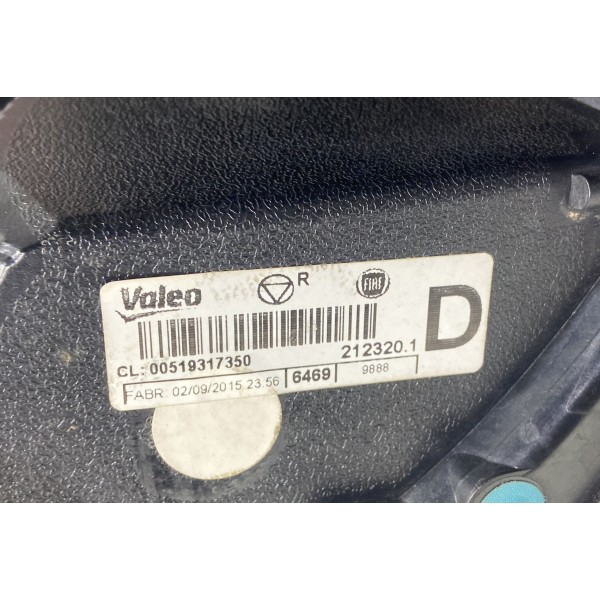 Valeo R FIAT D
CL: 00519317350 212320.1
FABR: 02/09/2015 23:56 6469 9888